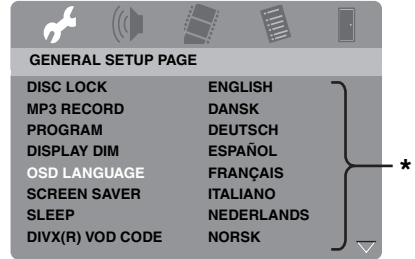 GENERAL SETUP PAGE
DISC LOCK ENGLISH
MP3 RECORD DANSK
PROGRAM DEUTSCH
DISPLAY DIM ESPAÑOL
OSD LANGUAGE FRANÇAIS
SCREEN SAVER ITALIANO
SLEEP NEDERLANDS
DIVX(R) VOD CODE NORSK
*